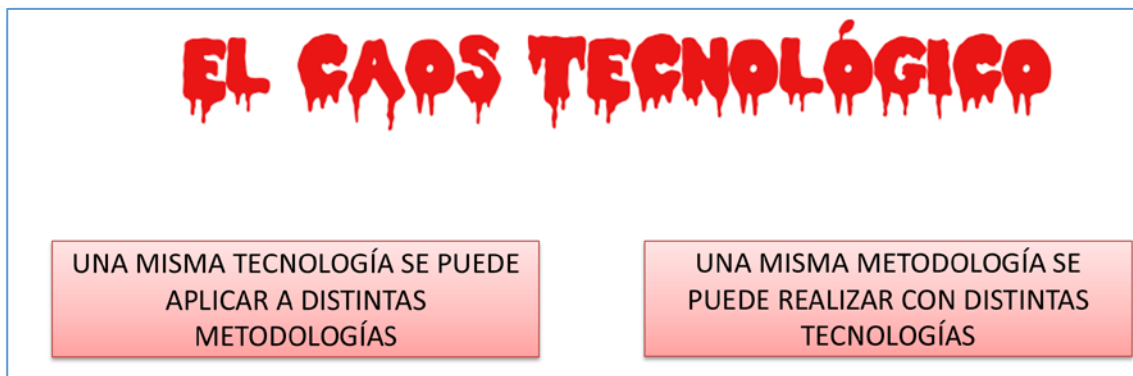 EL CAOS TECNOLÓGICO
UNA MISMA TECNOLOGÍA SE PUEDE
APLICAR A DISTINTAS
METODOLOGÍAS
UNA MISMA METODOLOGÍA SE
PUEDE REALIZAR CON DISTINTAS
TECNOLOGÍAS